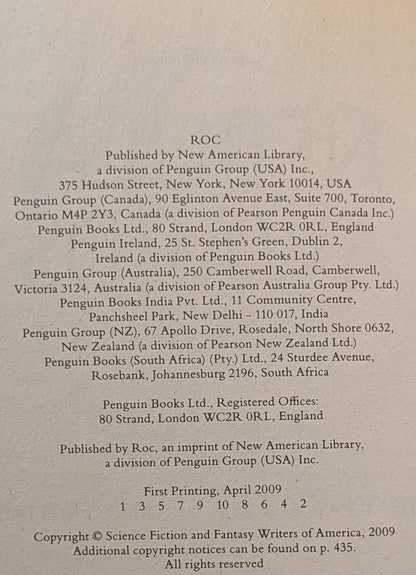 ROC
Published by New American Library,
a division of Penguin Group (USA) Inc.,
375 Hudson Street, New York, New York 10014, USA
Penguin Group (Canada), 90 Eglinton Avenue East, Suite 700, Toronto,
Ontario M4P 2Y3, Canada (a division of Pearson Penguin Canada Inc.)
Penguin Books Ltd., 80 Strand, London WC2R 0RL, England
Penguin Ireland, 25 St. Stephen's Green, Dublin 2,
Ireland (a division of Penguin Books Ltd.)
Penguin Group (Australia), 250 Camberwell Road, Camberwell,
Victoria 3124, Australia (a division of Pearson Australia Group Pty. Ltd.)
Penguin Books India Pvt. Ltd., 11 Community Centre,
Panchsheel Park, New Delhi - 110 017, India
Penguin Group (NZ), 67 Apollo Drive, Rosedale, North Shore 0632,
New Zealand (a division of Pearson New Zealand Ltd.)
Penguin Books (South Africa) (Pty.) Ltd., 24 Sturdee Avenue,
Rosebank, Johannesburg 2196, South Africa
Penguin Books Ltd., Registered Offices:
80 Strand, London WC2R 0RL, England
Published by Roc, an imprint of New American Library,
a division of Penguin Group (USA) Inc.
First Printing, April 2009
1 3 5 7 9 10 8 6 4 2
Copyright © Science Fiction and Fantasy Writers of America, 2009
Additional copyright notices can be found on p. 435.
All rights reserved